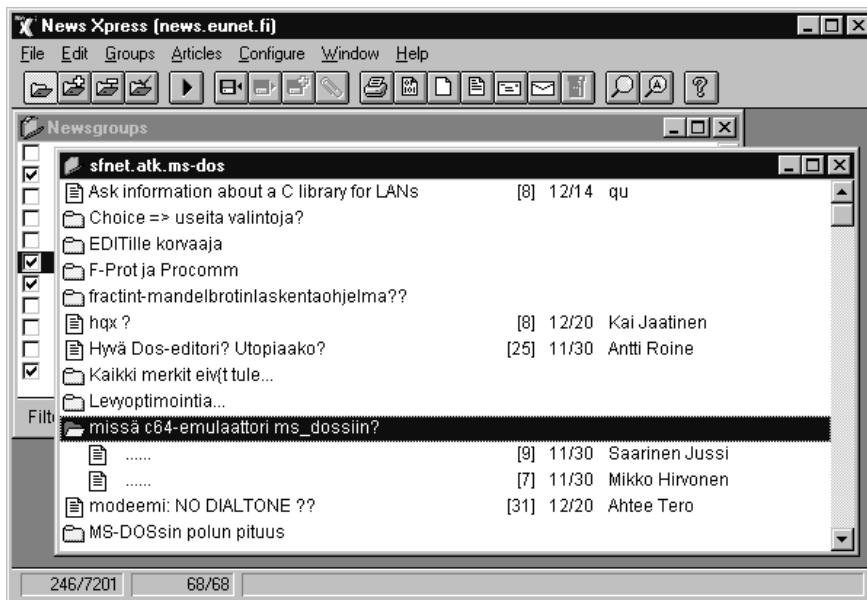 News Xpress (news.eunet.fi)
File Edit Groups Articles Configure Window Help
Newsgroups
sfnet.atk.ms-dos
Ask information about a C library for LANs [8] 12/14 qu
Choice => useita valintoja?
EDITille korvaaja
F-Prot ja Procomm
fractint-mandelbrotinlaskentaohjelma??
hqx ? [8] 12/20 Kai Jaatinen
Hyvä Dos-editori? Utopiaako? [25] 11/30 Antti Roine
Kaikki merkit eiv{t tule...
Levyoptimointia...
Filt
missä c64-emulaattori ms_dossiin?
...... [9] 11/30 Saarinen Jussi
...... [7] 11/30 Mikko Hirvonen
modeemi: NO DIALTONE ?? [31] 12/20 Ahtee Tero
MS-DOSsin polun pituus
246/7201 68/68